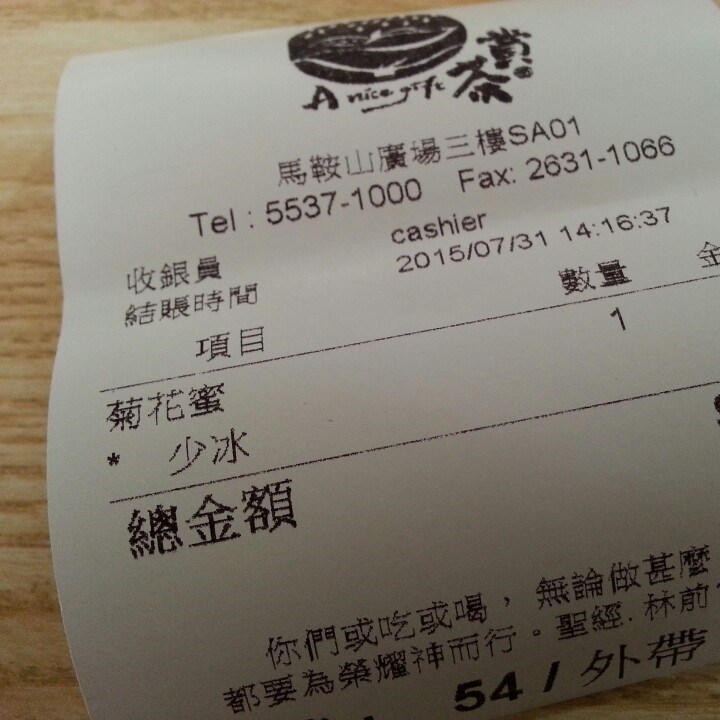 賞茶
A nice gift
馬鞍山廣場三樓SA01
Tel : 5537-1000 Fax: 2631-1066
收銀員 cashier
結賬時間 2015/07/31 14:16:37
項目 數量 金
菊花蜜 1
* 少冰
總金額
你們或吃或喝，無論做甚麼
都要為榮耀神而行。聖經.林前
54 / 外帶